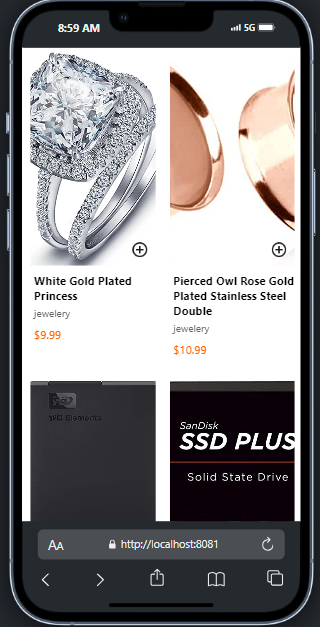 8:59 AM
5G
White Gold Plated
Princess
jewelery
$9.99
Pierced Owl Rose Gold
Plated Stainless Steel
Double
jewelery
$10.99
WD Elements
SanDisk
SSD PLUS
Solid State Drive
AA
http://localhost:8081